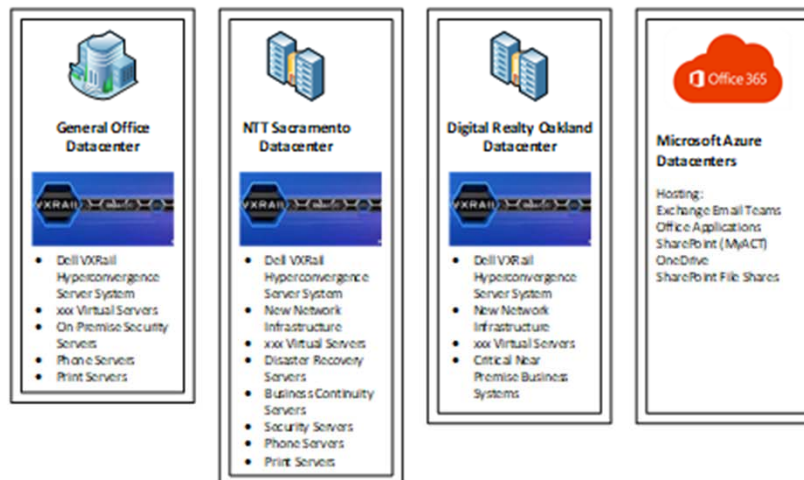 General Office
Datacenter
VXRAIL
Dell VXRail
Hyperconvergence
Server System
xxx Virtual Servers
On Premise Security
Servers
Phone Servers
Print Servers
NTT Sacramento
Datacenter
VXRAIL
Dell VXRail
Hyperconvergence
Server System
New Network
Infrastructure
xxx Virtual Servers
Disaster Recovery
Servers
Business Continuity
Servers
Security Servers
Phone Servers
Print Servers
Digital Realty Oakland
Datacenter
VXRAIL
Dell VXRail
Hyperconvergence
Server System
New Network
Infrastructure
xxx Virtual Servers
Critical Near
Premise Business
Systems
Office 365
Microsoft Azure
Datacenters
Hosting:
Exchange Email Teams
Office Applications
SharePoint (MyACT)
OneDrive
SharePoint File Shares